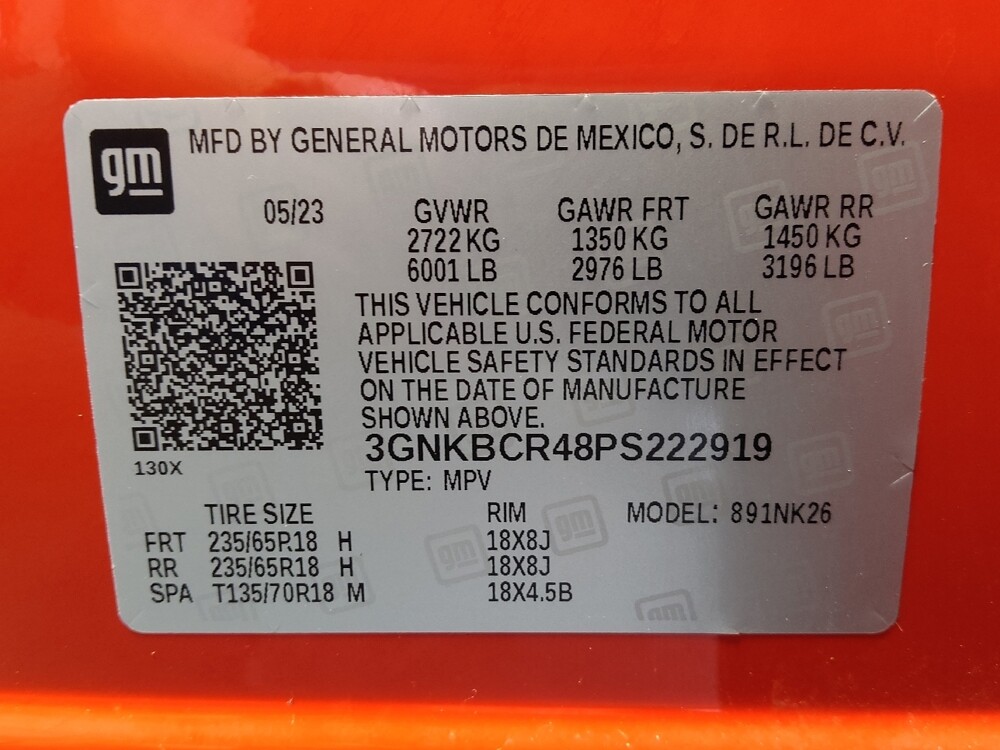 gm MFD BY GENERAL MOTORS DE MEXICO, S. DE R.L. DE C.V.
05/23 GVWR GAWR FRT GAWR RR
2722 KG 1350 KG 1450 KG
6001 LB 2976 LB 3196 LB
THIS VEHICLE CONFORMS TO ALL
APPLICABLE U.S. FEDERAL MOTOR
VEHICLE SAFETY STANDARDS IN EFFECT
ON THE DATE OF MANUFACTURE
SHOWN ABOVE.
3GNKBCR48PS222919
130X
TYPE: MPV
TIRE SIZE RIM MODEL: 891NK26
FRT 235/65R18 H 18X8J
RR 235/65R18 H 18X8J
SPA T135/70R18 M 18X4.5B